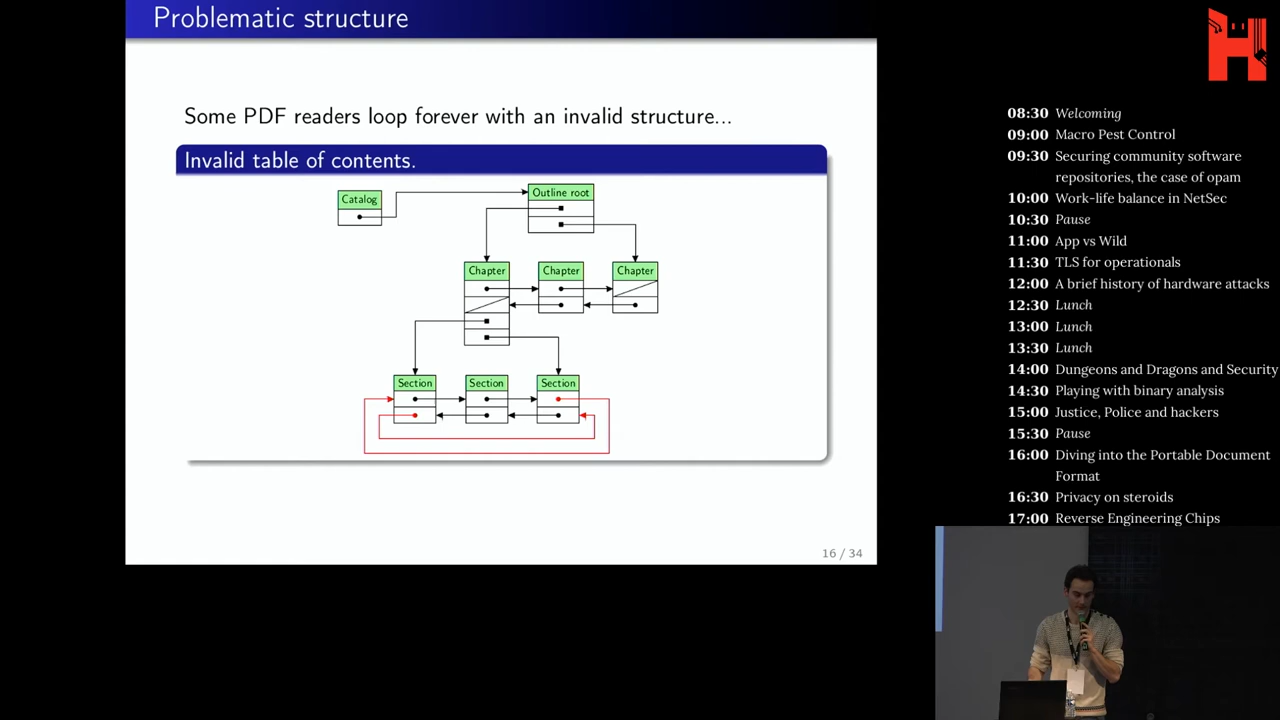 Problematic structure
Some PDF readers loop forever with an invalid structure...
Invalid table of contents.
Catalog
Outline root
Chapter
Chapter
Chapter
Section
Section
Section
16 / 34
08:30 Welcoming
09:00 Macro Pest Control
09:30 Securing community software
repositories, the case of opam
10:00 Work-life balance in NetSec
10:30 Pause
11:00 App vs Wild
11:30 TLS for operationals
12:00 A brief history of hardware attacks
12:30 Lunch
13:00 Lunch
13:30 Lunch
14:00 Dungeons and Dragons and Security
14:30 Playing with binary analysis
15:00 Justice, Police and hackers
15:30 Pause
16:00 Diving into the Portable Document
Format
16:30 Privacy on steroids
17:00 Reverse Engineering Chips